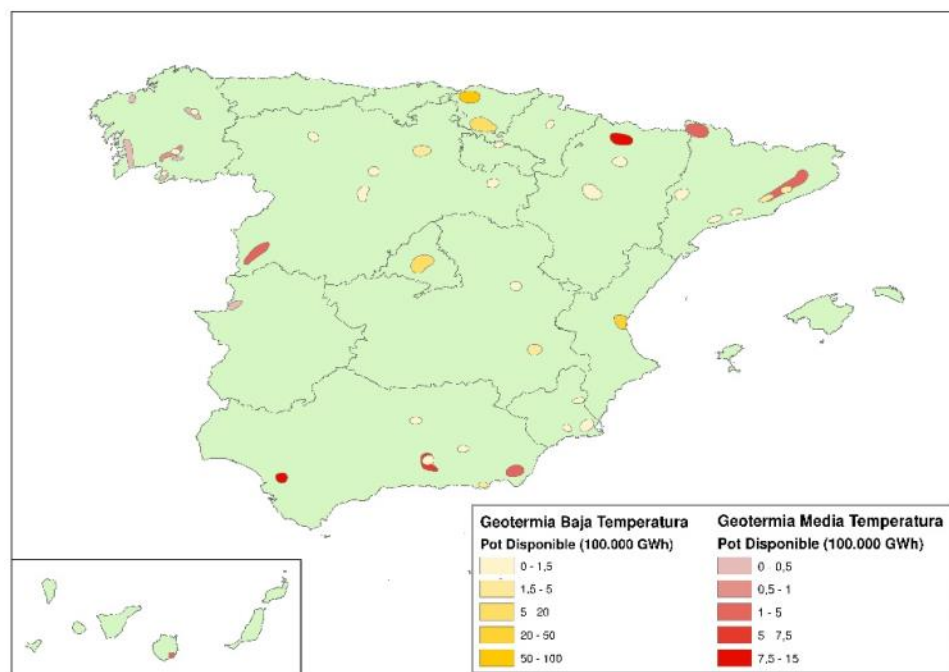 Geotermia Baja Temperatura
Pot Disponible (100.000 GWh)
0 - 1,5
1,5 - 5
5 20
20 - 50
50 - 100
Geotermia Media Temperatura
Pot Disponible (100.000 GWh)
0 - 0,5
0,5 - 1
1 - 5
5 7,5
7,5 - 15